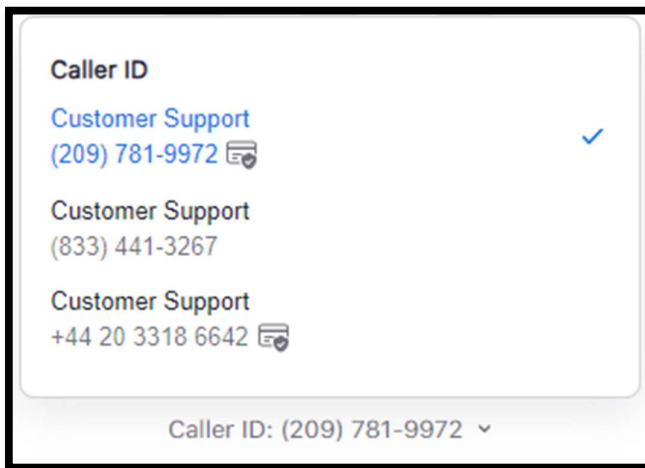 Caller ID
Customer Support
(209) 781-9972
Customer Support
(833) 441-3267
Customer Support
+44 20 3318 6642
Caller ID: (209) 781-9972